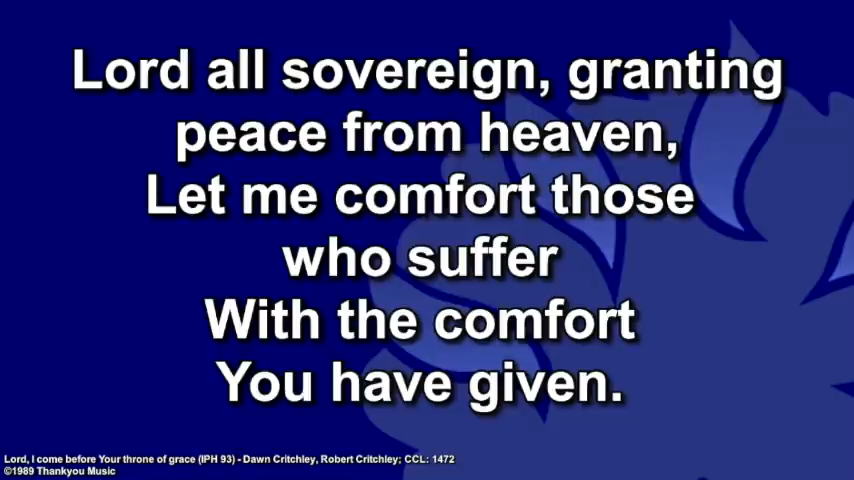 Lord all sovereign, granting
peace from heaven,
Let me comfort those
who suffer
With the comfort
You have given.
Lord, I come before Your throne of grace (IPH 93) - Dawn Critchley, Robert Critchley; CCL: 1472
©1989 Thankyou Music